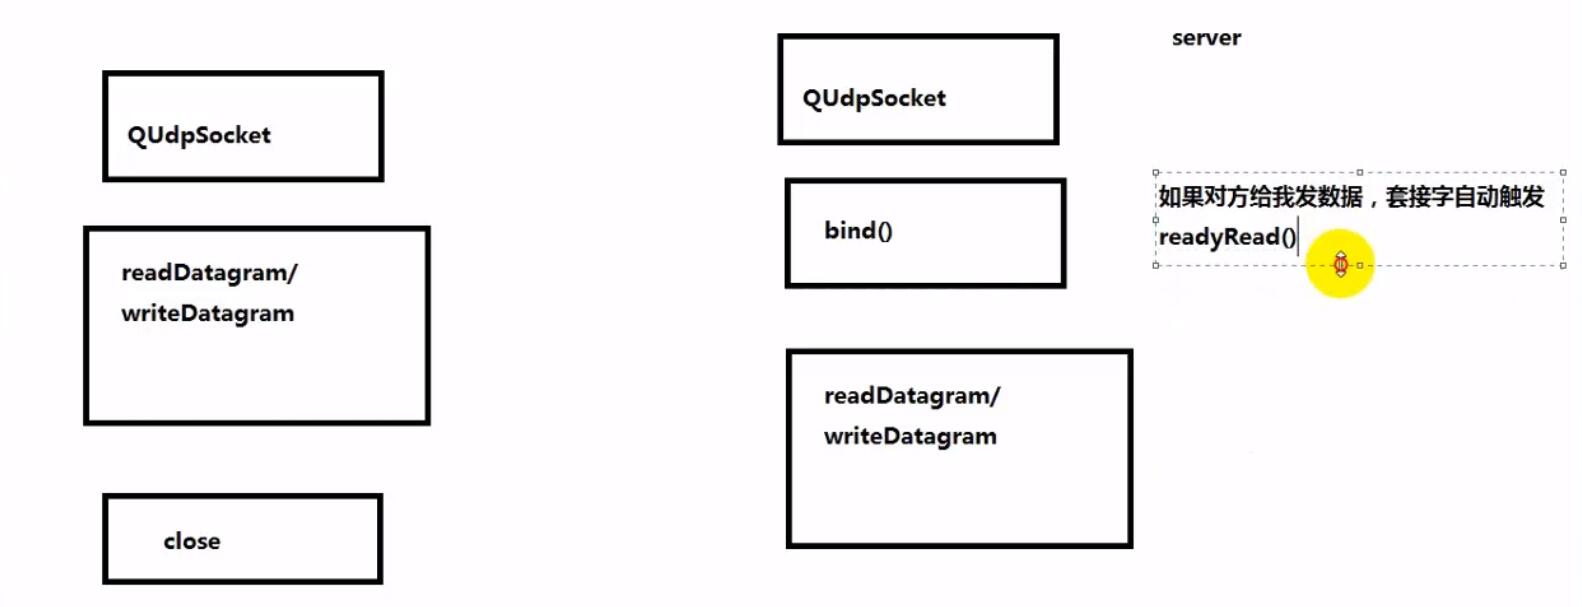 QUdpSocket
readDatagram/
writeDatagram
close
server
QUdpSocket
bind()
如果对方给我发数据，套接字自动触发
readyRead()
readDatagram/
writeDatagram